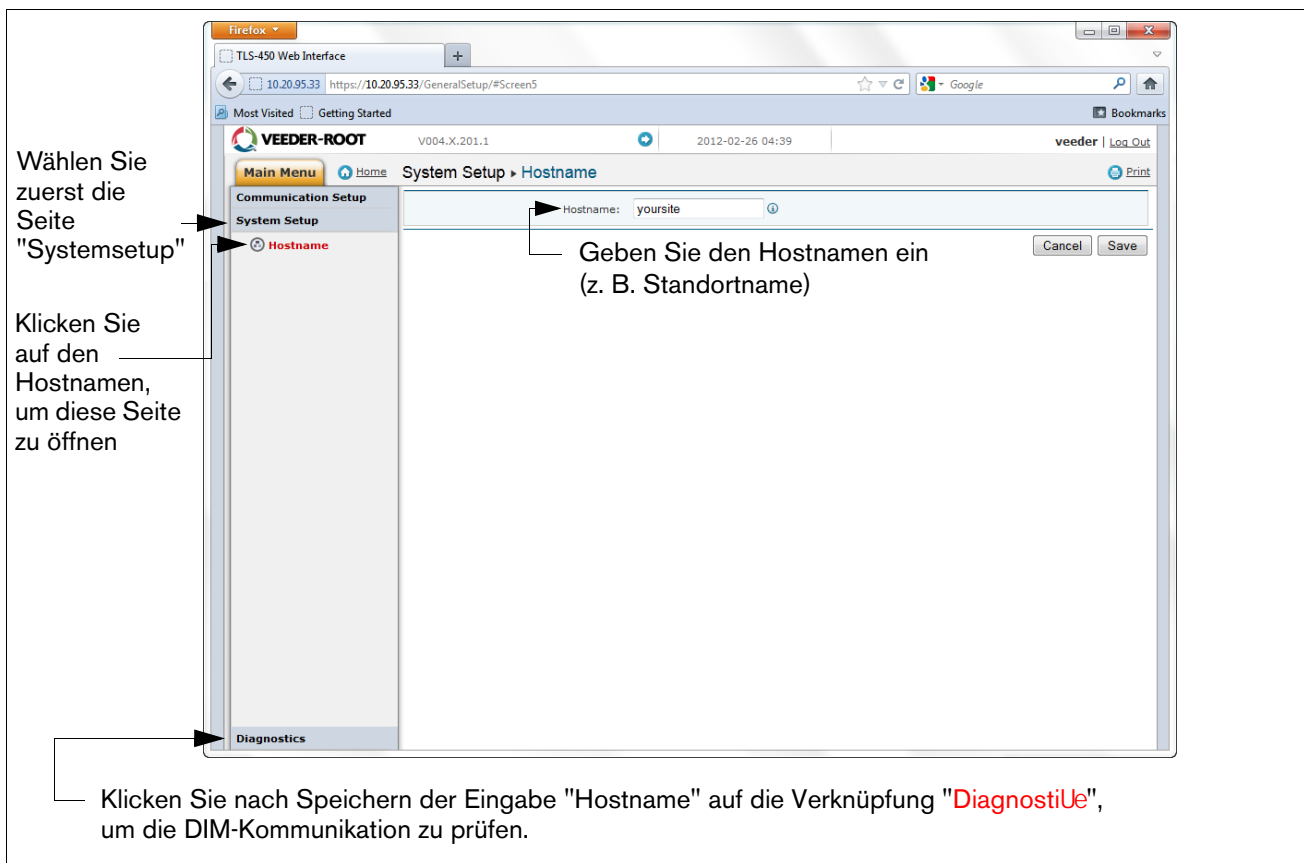 Firefox
TLS-450 Web Interface
+
10.20.95.33 https://10.20.95.33/GeneralSetup/#Screen5
Google
Most Visited Getting Started
Bookmarks
VEEDER-ROOT V004.X.201.1 2012-02-26 04:39 veeder | Log Out
Main Menu Home System Setup ▸ Hostname Print
Communication Setup
System Setup
Hostname
Hostname: yoursite
Cancel Save
Diagnostics
Wählen Sie
zuerst die
Seite
"Systemsetup"
Klicken Sie
auf den
Hostnamen,
um diese Seite
zu öffnen
Geben Sie den Hostnamen ein
(z. B. Standortname)
Klicken Sie nach Speichern der Eingabe "Hostname" auf die Verknüpfung "DiagnostiUe",
um die DIM-Kommunikation zu prüfen.